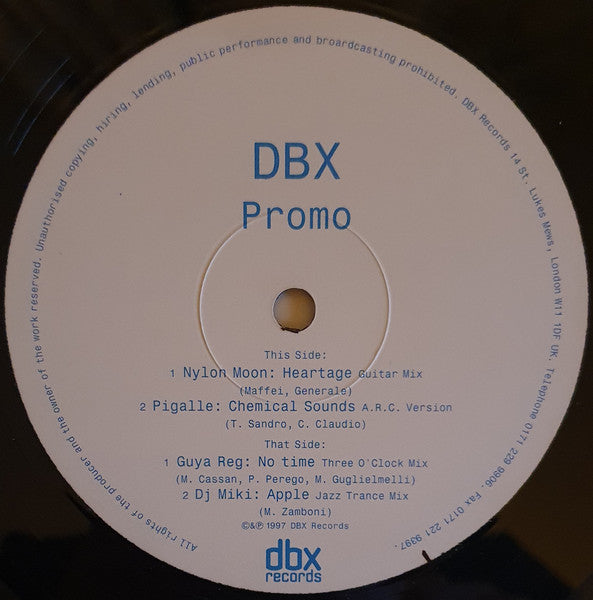 All rights of the producer and the owner of the work reserved. Unauthorised copying, hiring, lending, public performance and broardcasting prohibited. DBX Records 14 St. Lukes Mews, London W11 1DF UK. Telephone 0171 229 9906. Fax 0171 221 9397.
DBX
Promo
This Side:
1 Nylon Moon: Heartage Guitar Mix
(Maffei, Generale)
2 Pigalle: Chemical Sounds A.R.C. Version
(T. Sandro, C. Claudio)
That Side:
1 Guya Reg: No time Three O'Clock Mix
(M. Cassan, P. Perego, M. Guglielmelli)
2 Dj Miki: Apple Jazz Trance Mix
(M. Zamboni)
©&℗ 1997 DBX Records
dbx
records